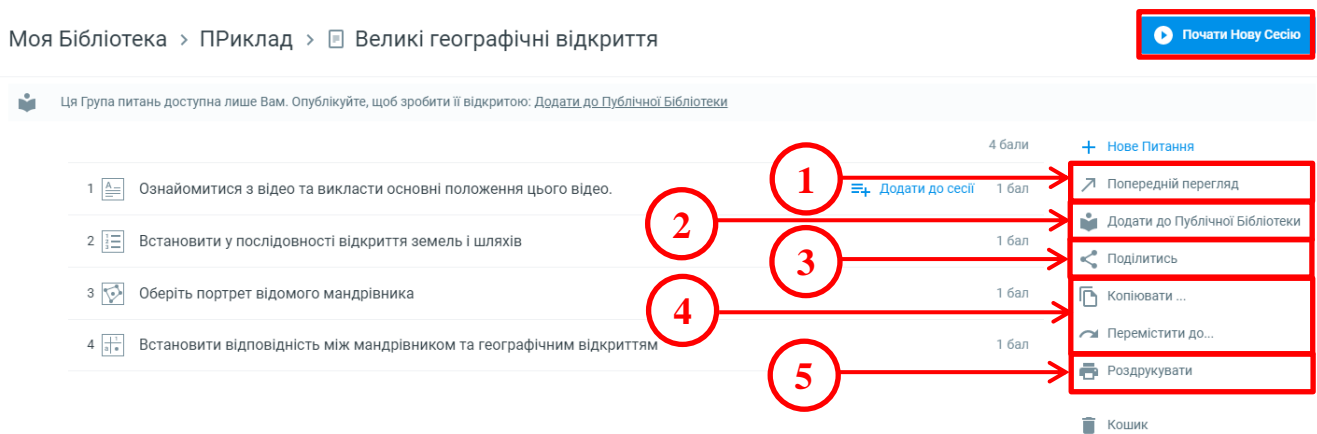 Моя Бібліотека > ПРиклад > Великі географічні відкриття
Почати Нову Сесію
Ця Група питань доступна лише Вам. Опублікуйте, щоб зробити її відкритою: Додати до Публічної Бібліотеки
4 бали
+ Нове Питання
1 Ознайомитися з відео та викласти основні положення цього відео.
Додати до сесії 1 бал
1
Попередній перегляд
2
Додати до Публічної Бібліотеки
2 Встановити у послідовності відкриття земель і шляхів
1 бал
3
Поділитись
3 Оберіть портрет відомого мандрівника
1 бал
4
Копіювати ...
Перемістити до...
4 Встановити відповідність між мандрівником та географічним відкриттям
1 бал
5
Роздрукувати
Кошик